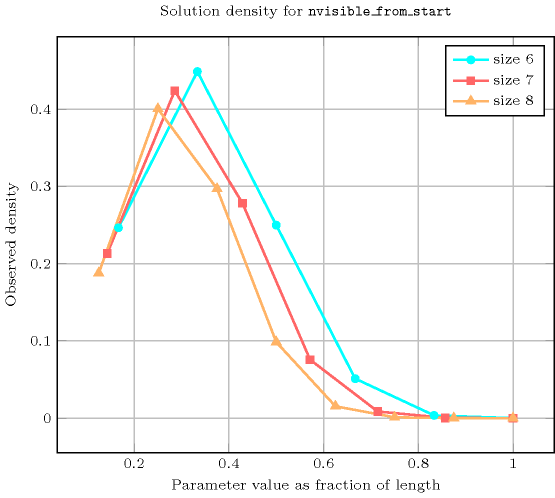 Solution density for nvisible_from_start
size 6
size 7
size 8
0.4
0.3
0.2
0.1
0
Observed density
0.2
0.4
0.6
0.8
1
Parameter value as fraction of length